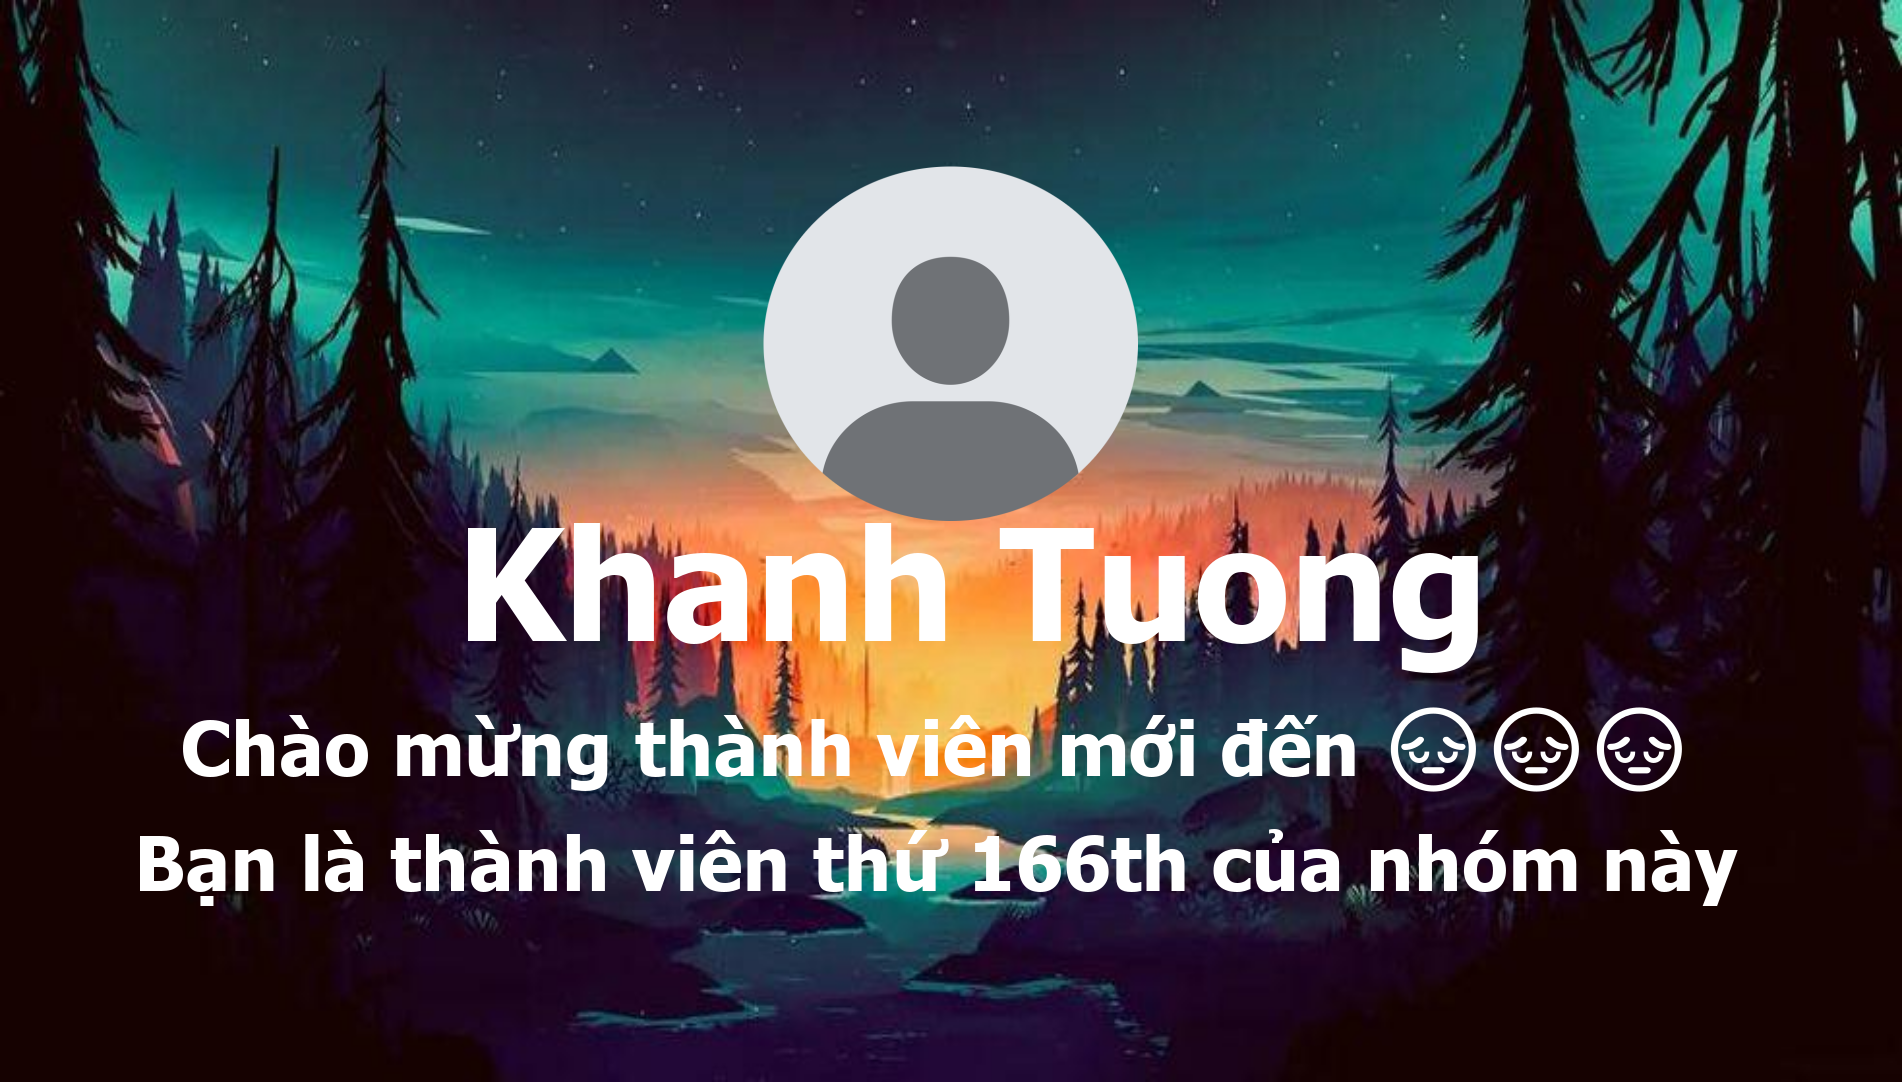 Khanh Tuong
Chào mừng thành viên mới đến 😔😔😔
Bạn là thành viên thứ 166th của nhóm này